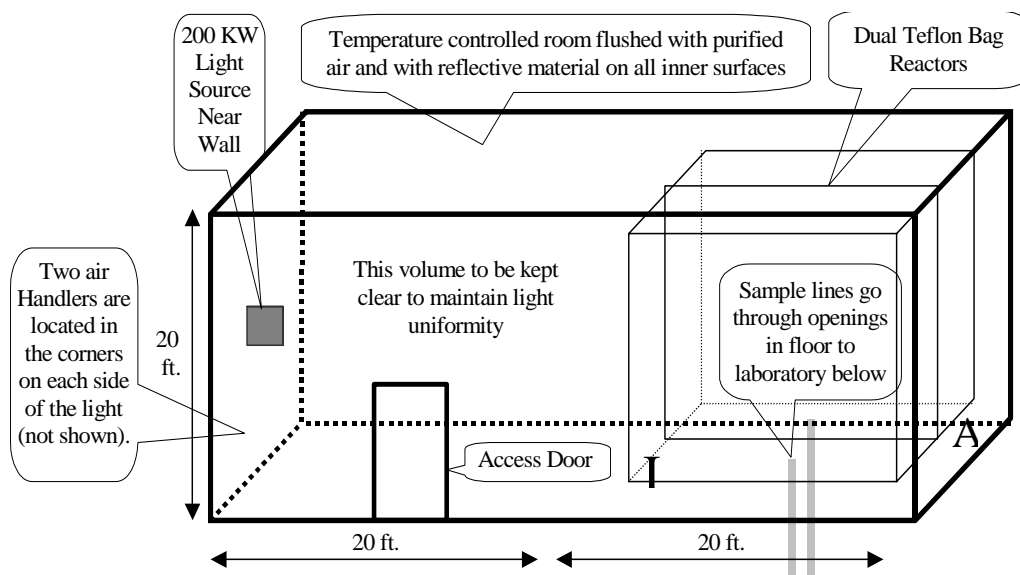 200 KW
Light
Source
Near
Wall
Temperature controlled room flushed with purified
air and with reflective material on all inner surfaces
Dual Teflon Bag
Reactors
Two air
Handlers are
located in
the corners
on each side
of the light
(not shown).
20
ft.
This volume to be kept
clear to maintain light
uniformity
Sample lines go
through openings
in floor to
laboratory below
Access Door
A
20 ft.
20 ft.